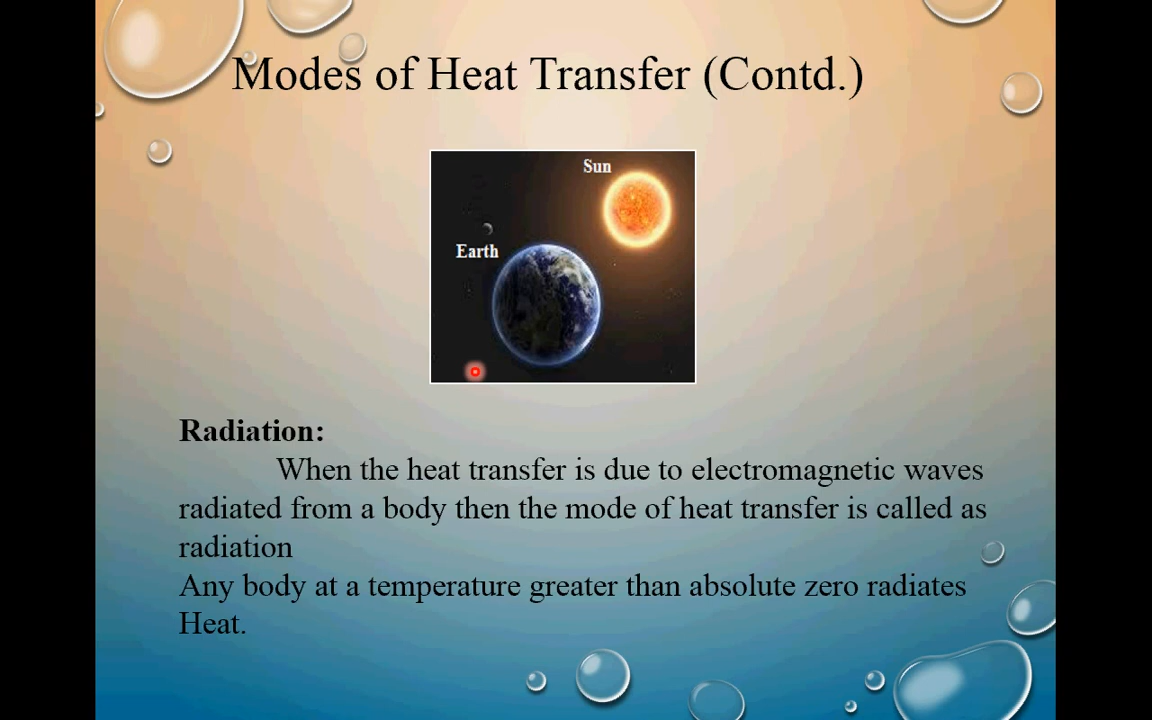 Modes of Heat Transfer (Contd.)
Sun
Earth
Radiation:
When the heat transfer is due to electromagnetic waves
radiated from a body then the mode of heat transfer is called as
radiation
Any body at a temperature greater than absolute zero radiates
Heat.